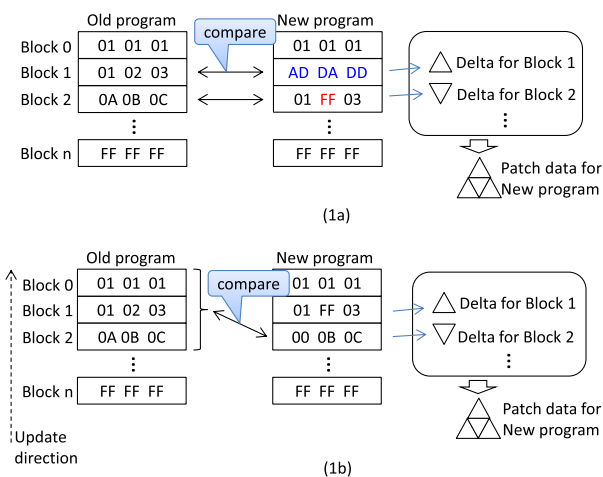 Old program New program
compare
Block 0 01 01 01 01 01 01
Block 1 01 02 03 AD DA DD Delta for Block 1
Block 2 0A 0B 0C 01 FF 03 Delta for Block 2
Block n FF FF FF FF FF FF
Patch data for
New program
(1a)
Old program New program
compare
Block 0 01 01 01 01 01 01
Block 1 01 02 03 01 FF 03 Delta for Block 1
Block 2 0A 0B 0C 00 0B 0C Delta for Block 2
Block n FF FF FF FF FF FF
Patch data for
New program
Update
direction
(1b)